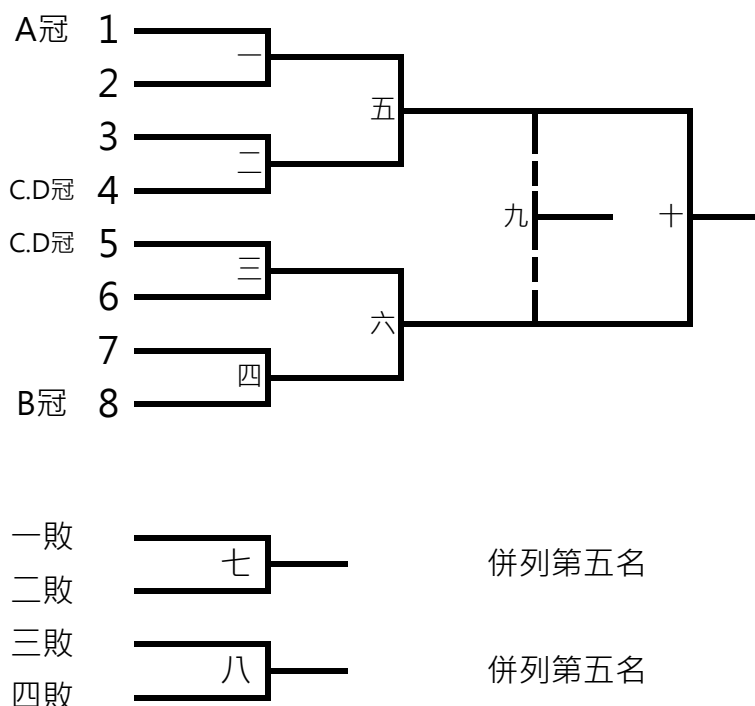 A冠 1
一
2
五
3
二
C.D冠 4
九 十
C.D冠 5
三
6
六
7
四
B冠 8
一敗
七 併列第五名
二敗
三敗
八 併列第五名
四敗